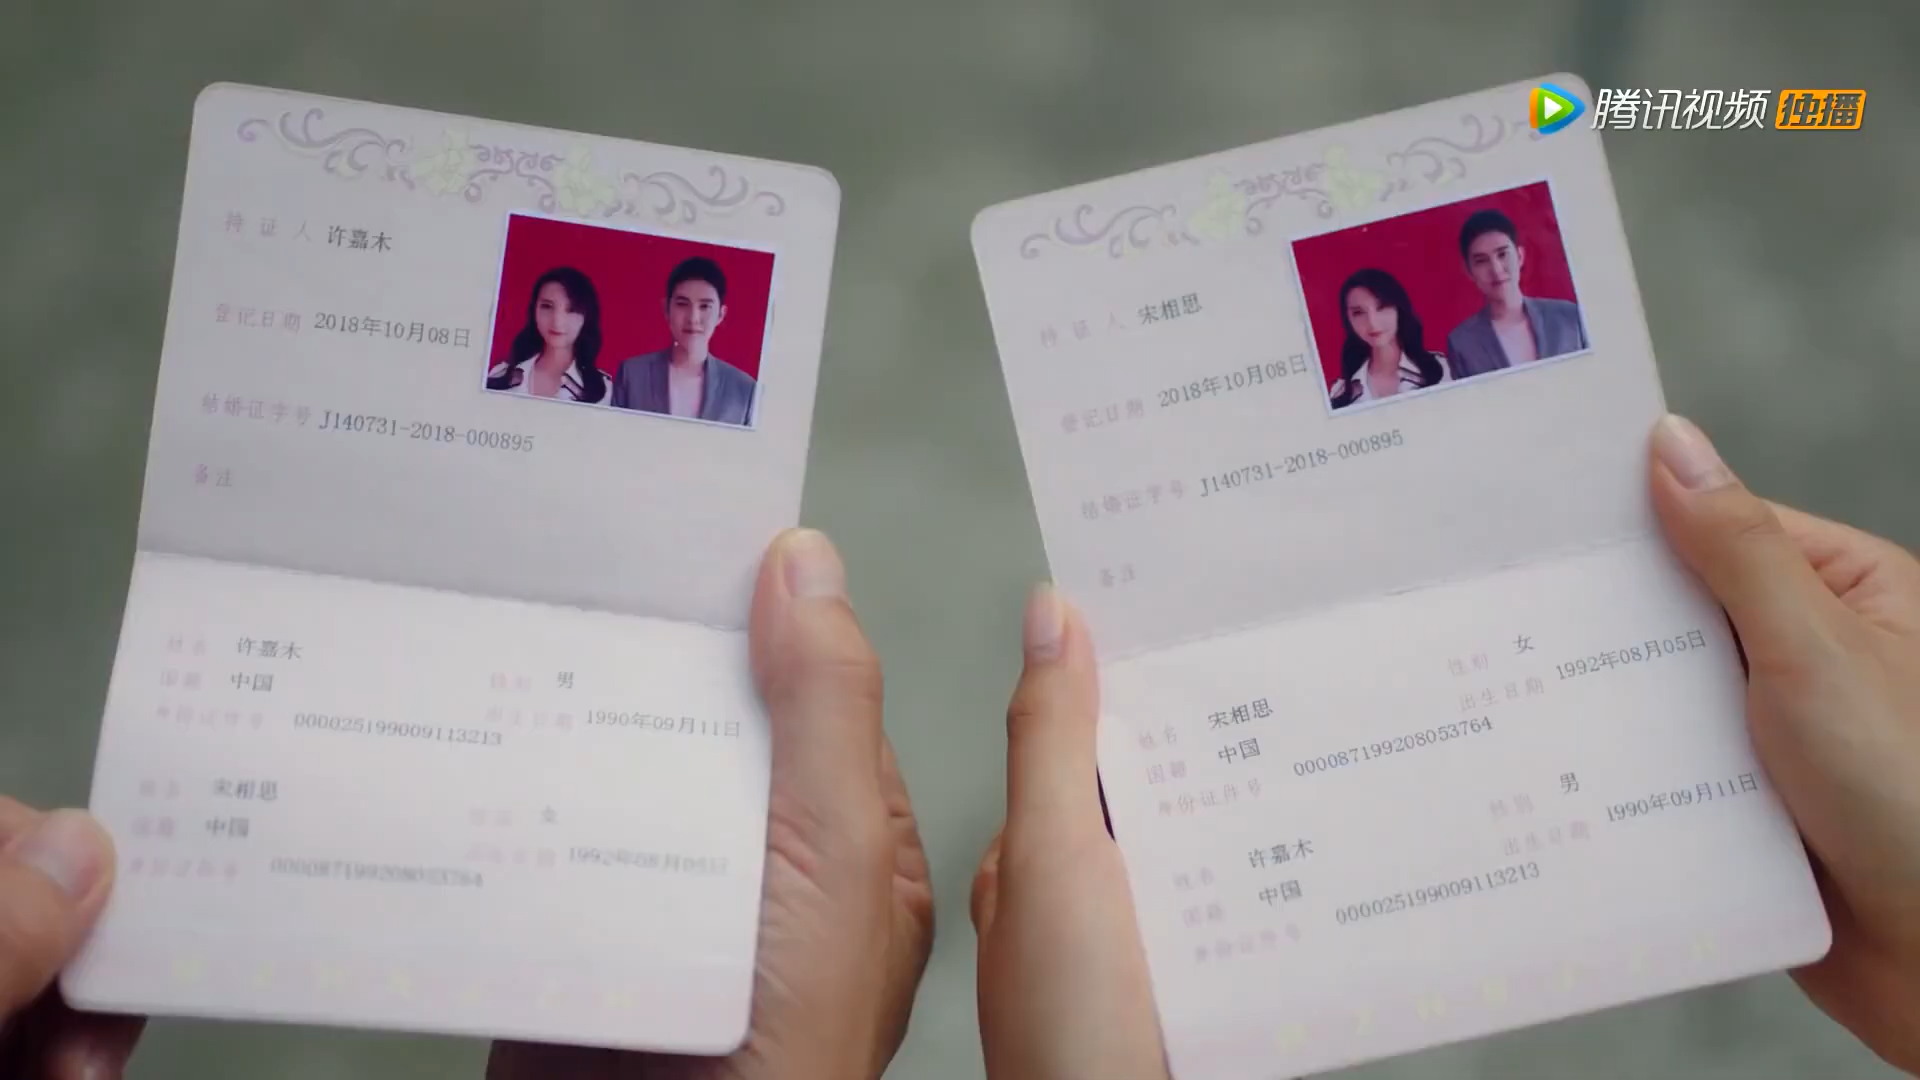 腾讯视频 独播
持证人 许嘉木
登记日期 2018年10月08日
结婚证字号 J140731-2018-000895
备注
姓名 许嘉木 性别 男
国籍 中国 出生日期 1990年09月11日
身份证件号 000025199009113213
姓名 宋相思 性别 女
国籍 中国 出生日期 1992年08月05日
身份证件号 000087199208053764
持证人 宋相思
登记日期 2018年10月08日
结婚证字号 J140731-2018-000895
备注
姓名 宋相思 性别 女
国籍 中国 出生日期 1992年08月05日
身份证件号 000087199208053764
姓名 许嘉木 性别 男
国籍 中国 出生日期 1990年09月11日
身份证件号 000025199009113213